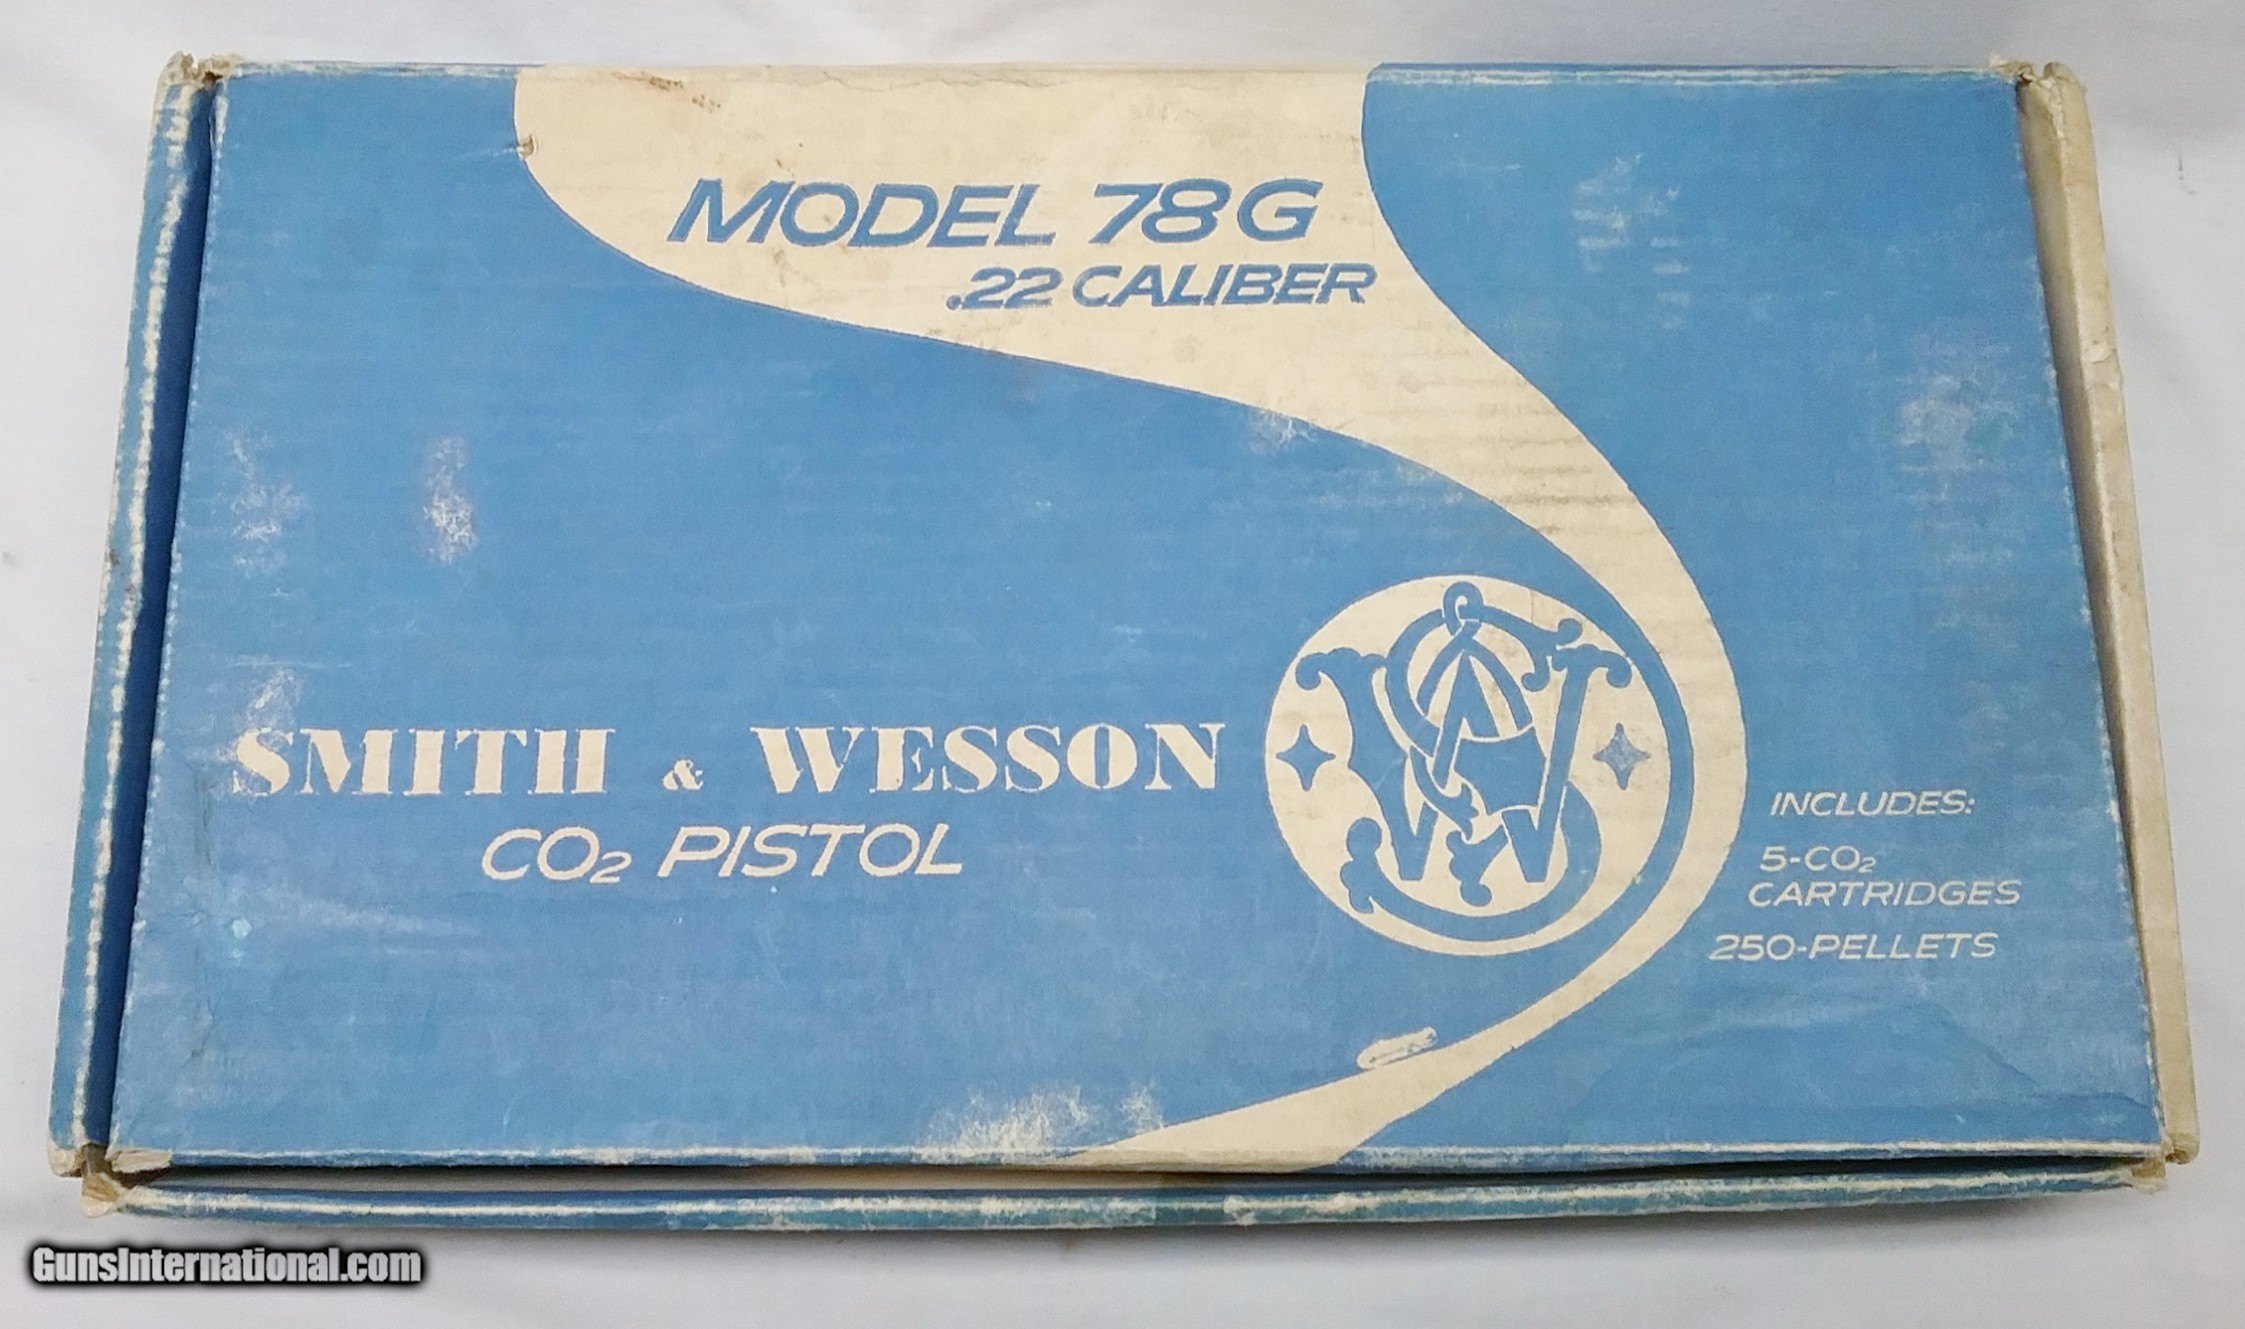 MODEL 78G
.22 CALIBER
SMITH & WESSON
CO₂ PISTOL
INCLUDES:
5-CO₂
CARTRIDGES
250-PELLETS
GunsInternational.com